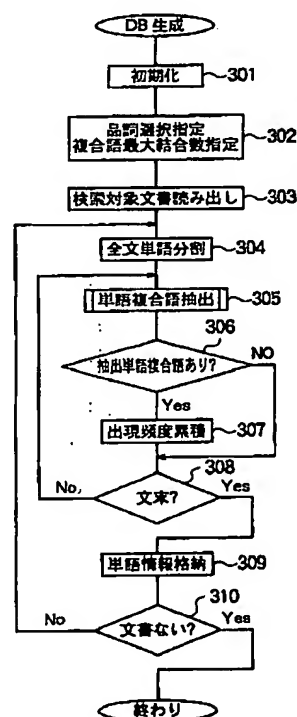 DB 生成
初期化
301
品詞選択指定
複合語最大結合数指定
302
検索対象文書読み出し
303
全文単語分割
304
単語複合語抽出
305
306
抽出単語複合語あり?
NO
Yes
出現頻度累積
307
308
No
文末?
Yes
単語情報格納
309
310
No
文書ない?
Yes
終わり